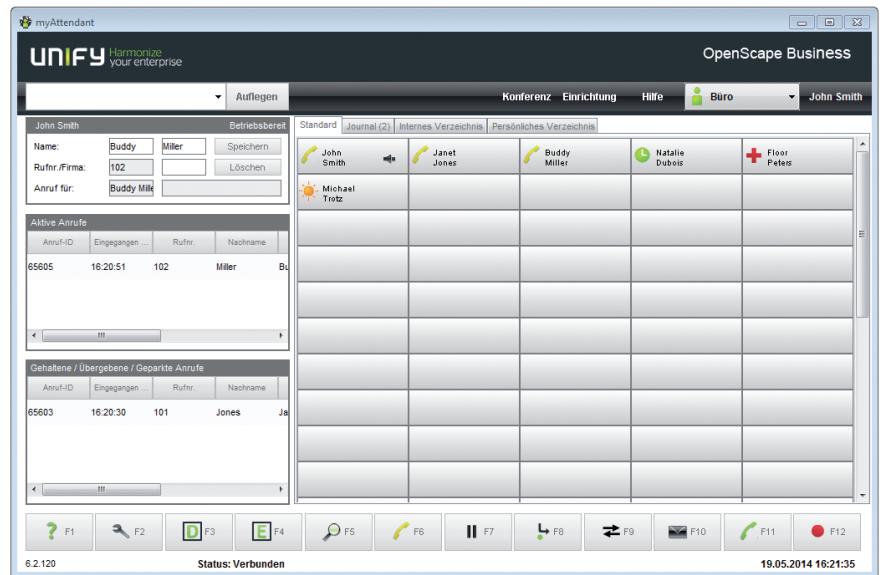 myAttendant
UNIFY Harmonize your enterprise
OpenScape Business
Auflegen Konferenz Einrichtung Hilfe Büro John Smith
John Smith Betriebsbereit
Name: Buddy Miller Speichern
Rufnr./Firma: 102 Löschen
Anruf für: Buddy Mille
Aktive Anrufe
Anruf-ID Eingegangen ... Rufnr. Nachname
65605 16:20:51 102 Miller Bu
Gehaltene / Übergebene / Geparkte Anrufe
Anruf-ID Eingegangen ... Rufnr. Nachname
65603 16:20:30 101 Jones Ja
Standard Journal (2) Internes Verzeichnis Persönliches Verzeichnis
John Smith
Janet Jones
Buddy Miller
Natalie Dubois
Floor Peters
Michael Trotz
F1 F2 D F3 E F4 F5 F6 F7 F8 F9 F10 F11 F12
6.2.120 Status: Verbunden 19.05.2014 16:21:35